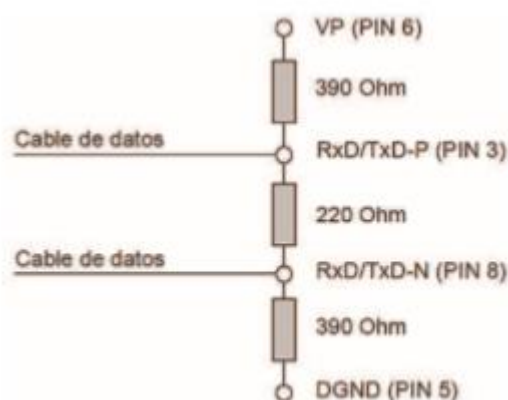 VP (PIN 6)
390 Ohm
Cable de datos
RxD/TxD-P (PIN 3)
220 Ohm
Cable de datos
RxD/TxD-N (PIN 8)
390 Ohm
DGND (PIN 5)